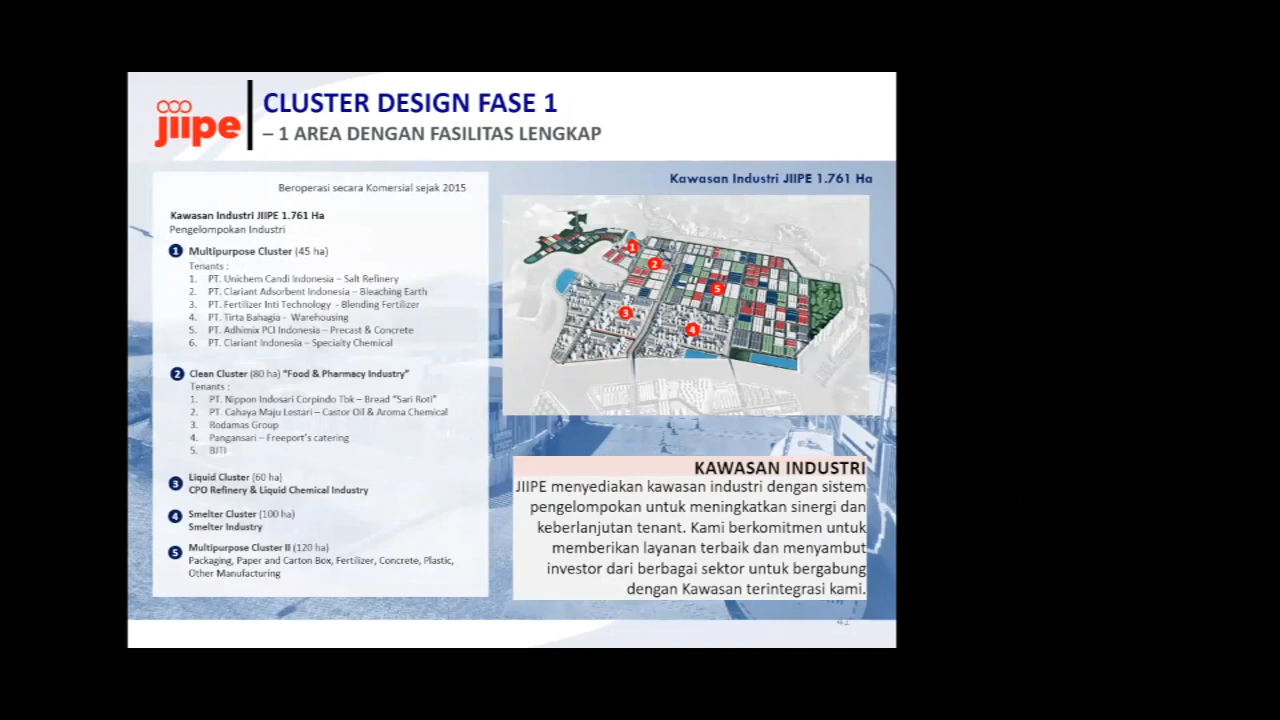 jiipe
CLUSTER DESIGN FASE 1
– 1 AREA DENGAN FASILITAS LENGKAP
Beroperasi secara Komersial sejak 2015
Kawasan Industri JIIPE 1.761 Ha
Pengelompokan Industri
1 Multipurpose Cluster (45 ha)
Tenants :
1. PT. Unichem Candi Indonesia – Salt Refinery
2. PT. Clariant Adsorbent Indonesia – Bleaching Earth
3. PT. Fertilizer Inti Technology - Blending Fertilizer
4. PT. Tirta Bahagia - Warehousing
5. PT. Adhimix PCI Indonesia – Precast & Concrete
6. PT. Clariant Indonesia – Specialty Chemical
2 Clean Cluster (80 ha) “Food & Pharmacy Industry”
Tenants :
1. PT. Nippon Indosari Corpindo Tbk – Bread “Sari Roti”
2. PT. Cahaya Maju Lestari – Castor Oil & Aroma Chemical
3. Rodamas Group
4. Pangansari – Freeport's catering
5. BJTI
3 Liquid Cluster (60 ha)
CPO Refinery & Liquid Chemical Industry
4 Smelter Cluster (100 ha)
Smelter Industry
5 Multipurpose Cluster II (120 ha)
Packaging, Paper and Carton Box, Fertilizer, Concrete, Plastic,
Other Manufacturing
Kawasan Industri JIIPE 1.761 Ha
1
2
5
3
4
KAWASAN INDUSTRI
JIIPE menyediakan kawasan industri dengan sistem
pengelompokan untuk meningkatkan sinergi dan
keberlanjutan tenant. Kami berkomitmen untuk
memberikan layanan terbaik dan menyambut
investor dari berbagai sektor untuk bergabung
dengan Kawasan terintegrasi kami.